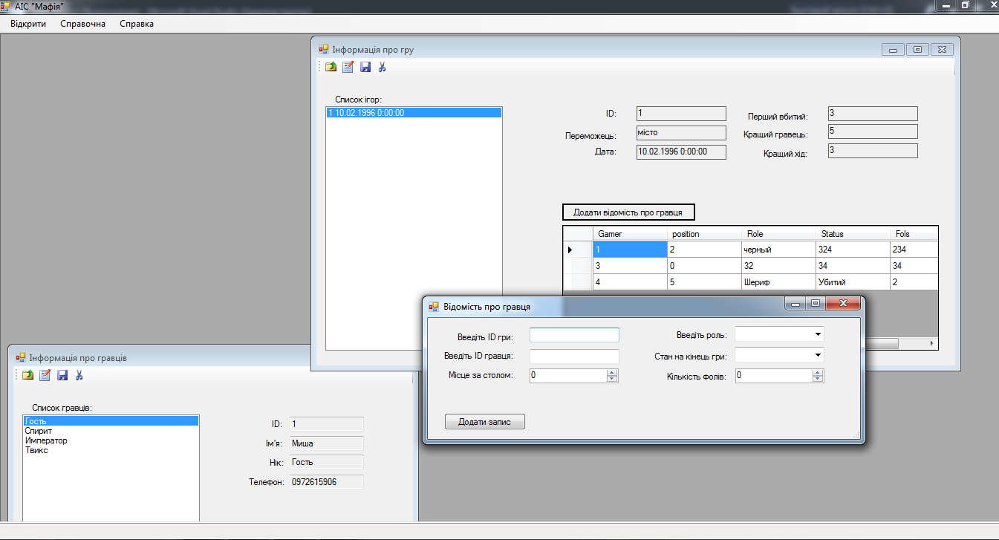 АІС "Мафія"
Відкрити Справочна Справка
Інформація про гру
Список ігор:
1 10.02.1996 0:00:00
ID: 1
Переможець: місто
Дата: 10.02.1996 0:00:00
Перший вбитий: 3
Кращий гравець: 5
Кращий хід: 3
Додати відомість про гравця
Gamer position Role Status Fols
1 2 черный 324 234
3 0 32 34 34
4 5 Шериф Убитий 2
Відомість про гравця
Введіть ID гри:
Введіть ID гравця:
Місце за столом: 0
Введіть роль:
Стан на кінець гри:
Кількість фолів: 0
Додати запис
Інформація про гравців
Список гравців:
Гость
Спирит
Император
Твикс
ID: 1
Ім'я: Миша
Нік: Гость
Телефон: 0972615906